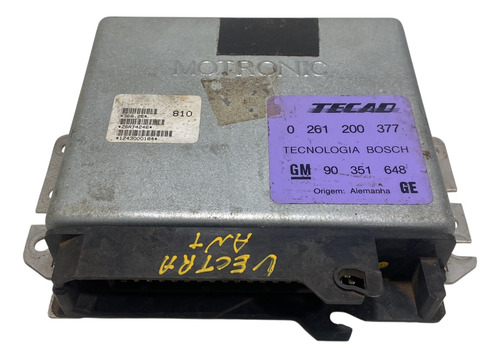 MOTRONIC
810
TECAD
0 261 200 377
TECNOLOGIA BOSCH
GM 90 351 648
Origem: Alemanha GE
VECTRA
ANT